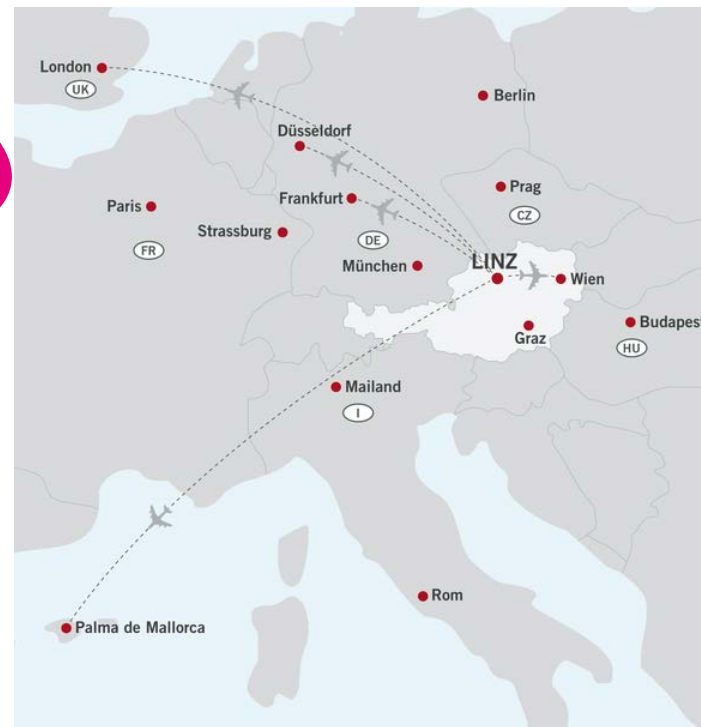 London
UK
Berlin
Düsseldorf
Prag
Frankfurt
Paris
CZ
Strassburg
DE
FR
LINZ
München
Wien
Budapest
Graz
HU
Mailand
I
Rom
Palma de Mallorca